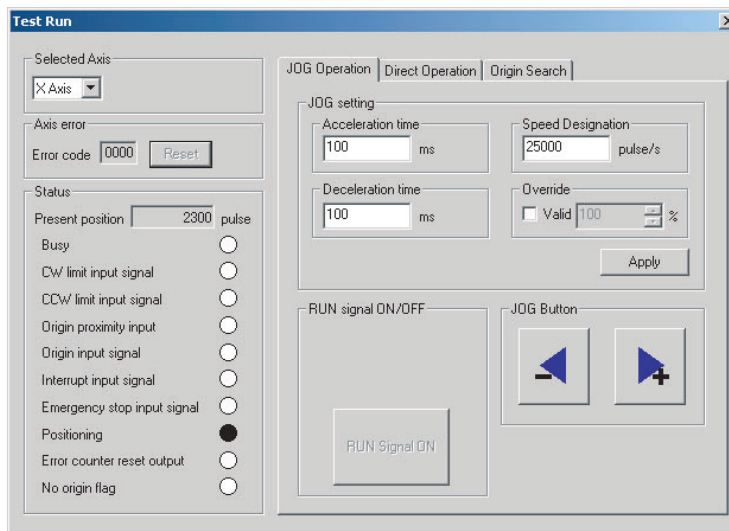 Test Run
Selected Axis
X Axis
Axis error
Error code 0000 Reset
Status
Present position 2300 pulse
Busy
CW limit input signal
CCW limit input signal
Origin proximity input
Origin input signal
Interrupt input signal
Emergency stop input signal
Positioning
Error counter reset output
No origin flag
JOG Operation Direct Operation Origin Search
JOG setting
Acceleration time
100 ms
Speed Designation
25000 pulse/s
Deceleration time
100 ms
Override
Valid 100 %
Apply
RUN signal ON/OFF
RUN Signal ON
JOG Button
- +